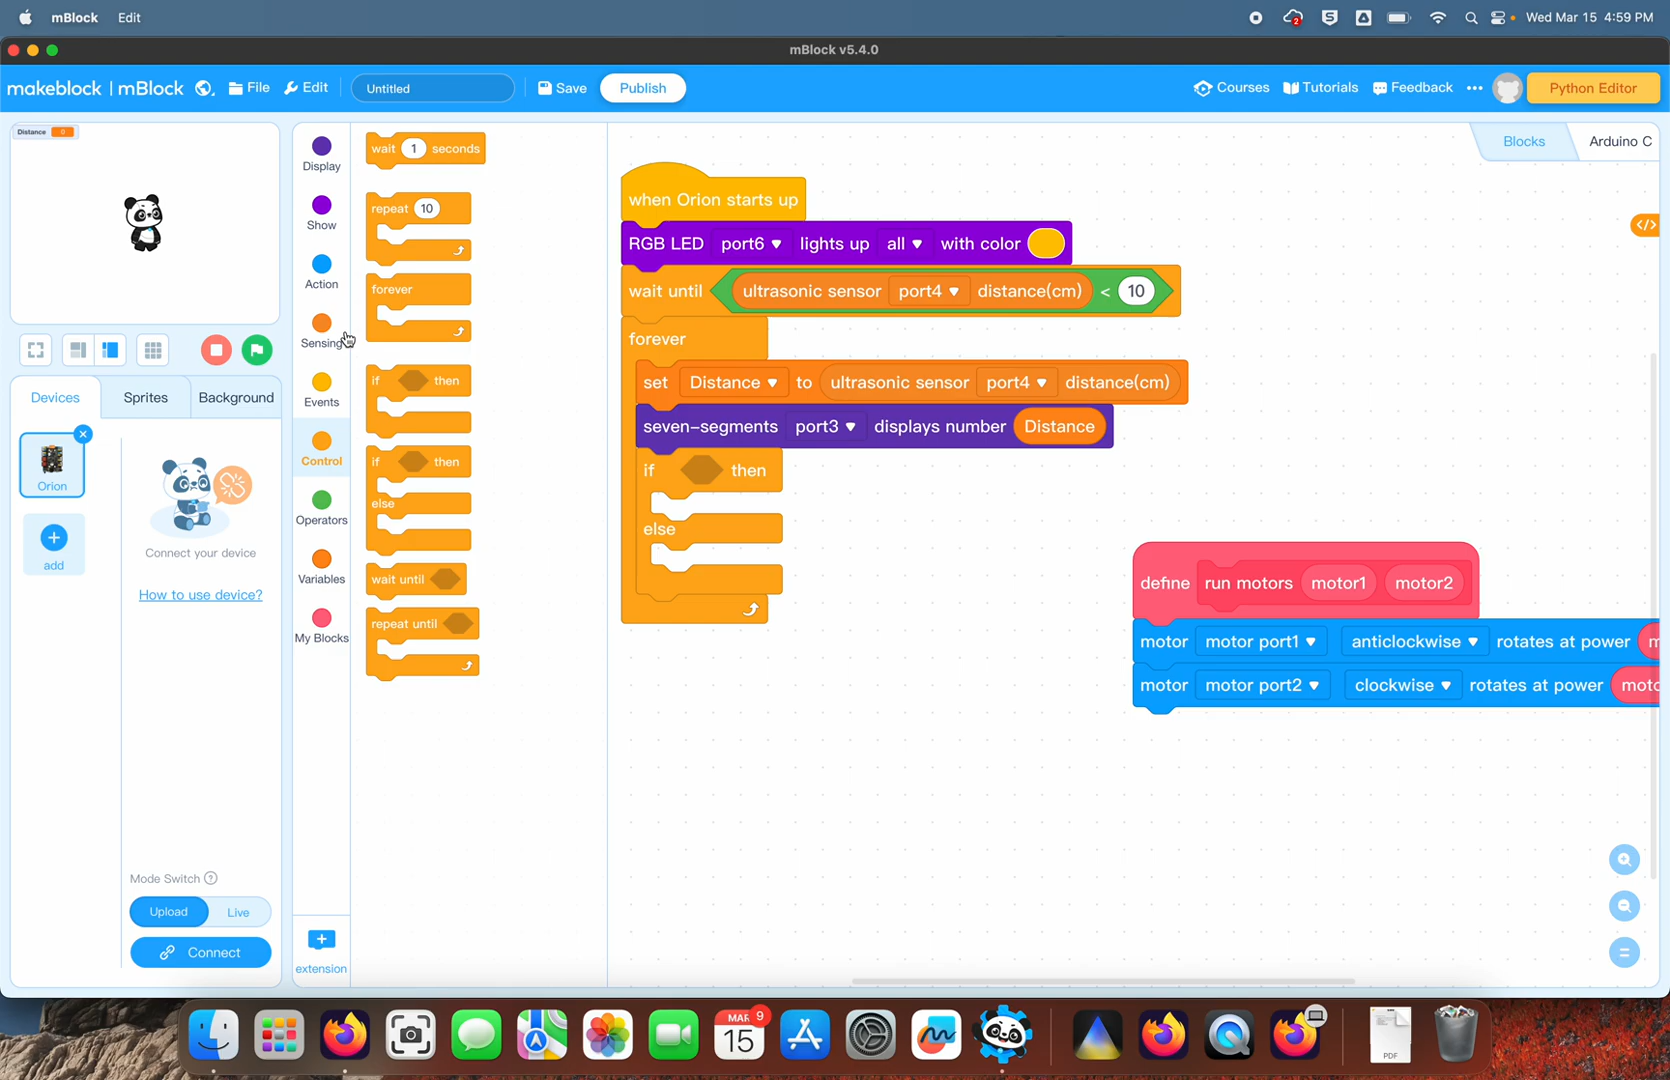 mBlock Edit
2
Wed Mar 15 4:59 PM
mBlock v5.4.0
makeblock | mBlock File Edit Untitled Save Publish Courses Tutorials Feedback ••• Python Editor
Distance 0
Devices Sprites Background
Orion
add
Connect your device
How to use device?
Mode Switch ?
Upload Live
Connect
Display
Show
Action
Sensing
Events
Control
Operators
Variables
My Blocks
extension
wait 1 seconds
repeat 10
forever
if then
if then
else
wait until
repeat until
Blocks Arduino C
</>
when Orion starts up
RGB LED port6 lights up all with color
wait until ultrasonic sensor port4 distance(cm) < 10
forever
set Distance to ultrasonic sensor port4 distance(cm)
seven-segments port3 displays number Distance
if then
else
define run motors motor1 motor2
motor motor port1 anticlockwise rotates at power m
motor motor port2 clockwise rotates at power moto
MAR 9
15
PDF